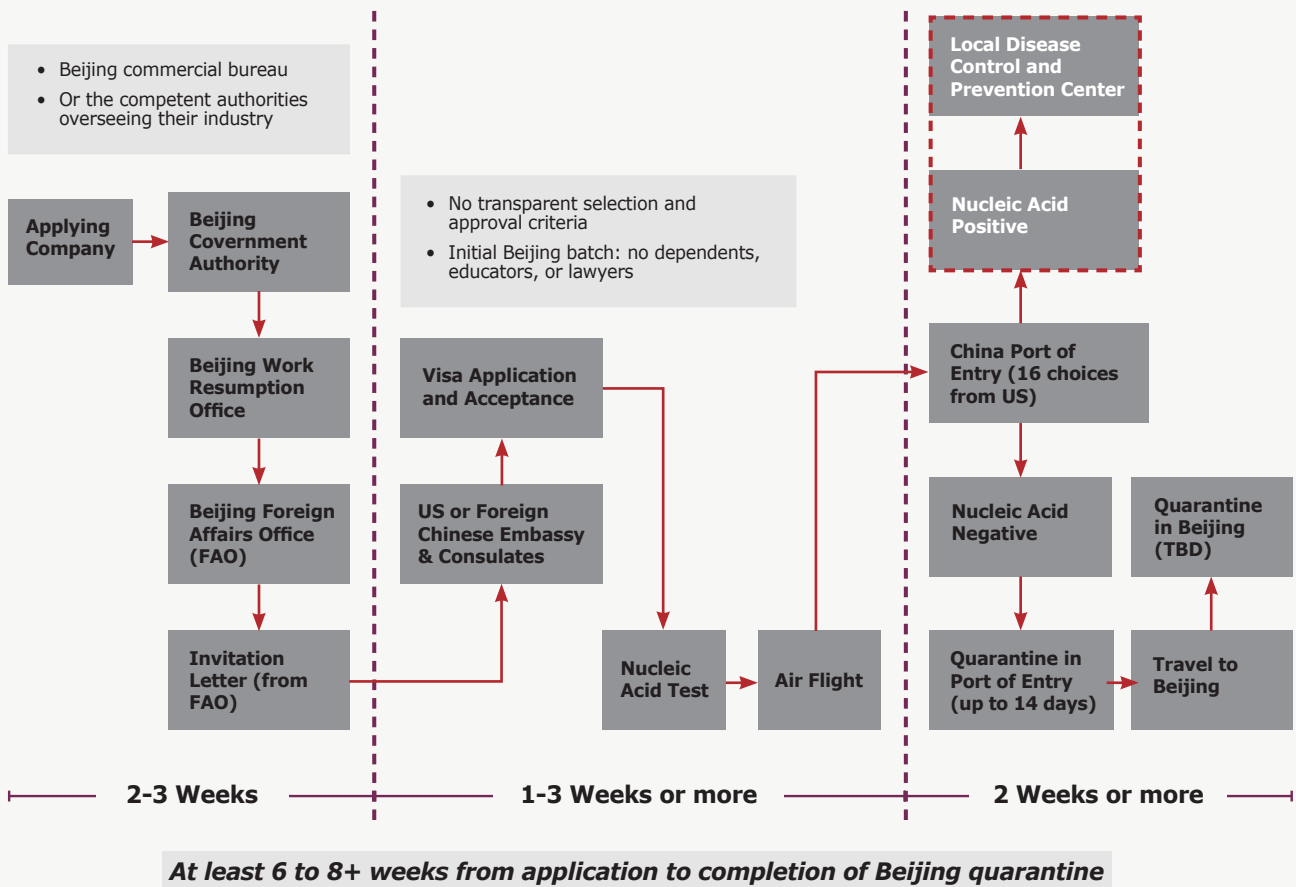 • Beijing commercial bureau
• Or the competent authorities
overseeing their industry
Applying
Company
Beijing
Covernment
Authority
Beijing Work
Resumption
Office
Beijing Foreign
Affairs Office
(FAO)
Invitation
Letter (from
FAO)
• No transparent selection and
approval criteria
• Initial Beijing batch: no dependents,
educators, or lawyers
Visa Application
and Acceptance
US or Foreign
Chinese Embassy
& Consulates
Nucleic
Acid Test
Air Flight
Local Disease
Control and
Prevention Center
Nucleic Acid
Positive
China Port of
Entry (16 choices
from US)
Nucleic Acid
Negative
Quarantine
in Beijing
(TBD)
Quarantine in
Port of Entry
(up to 14 days)
Travel to
Beijing
2-3 Weeks
1-3 Weeks or more
2 Weeks or more
At least 6 to 8+ weeks from application to completion of Beijing quarantine